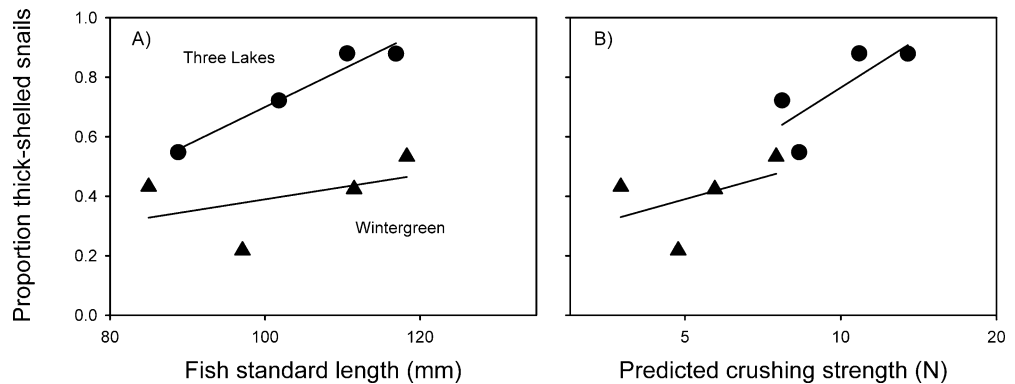 Proportion thick-shelled snails
1.0
0.8
0.6
0.4
0.2
0.0
A)
Three Lakes
Wintergreen
80
100
120
Fish standard length (mm)
B)
5
10
20
Predicted crushing strength (N)